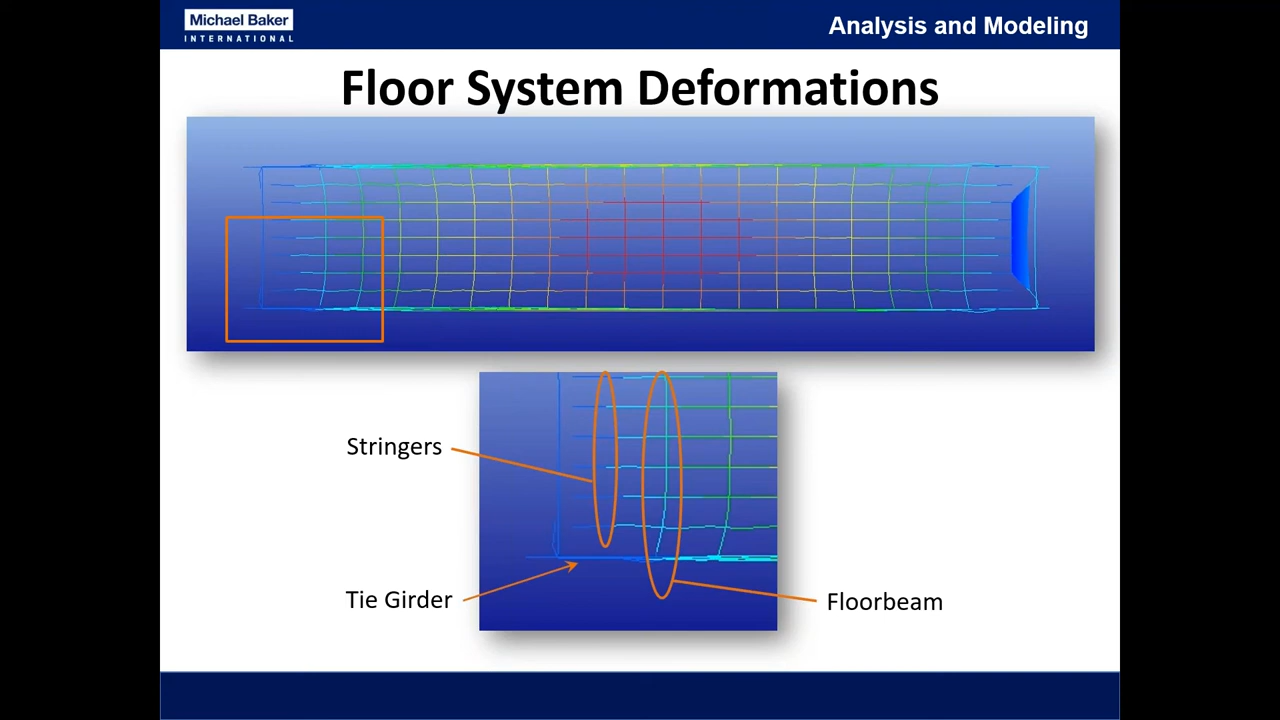 Michael Baker
INTERNATIONAL
Analysis and Modeling
Floor System Deformations
Stringers
Tie Girder
Floorbeam